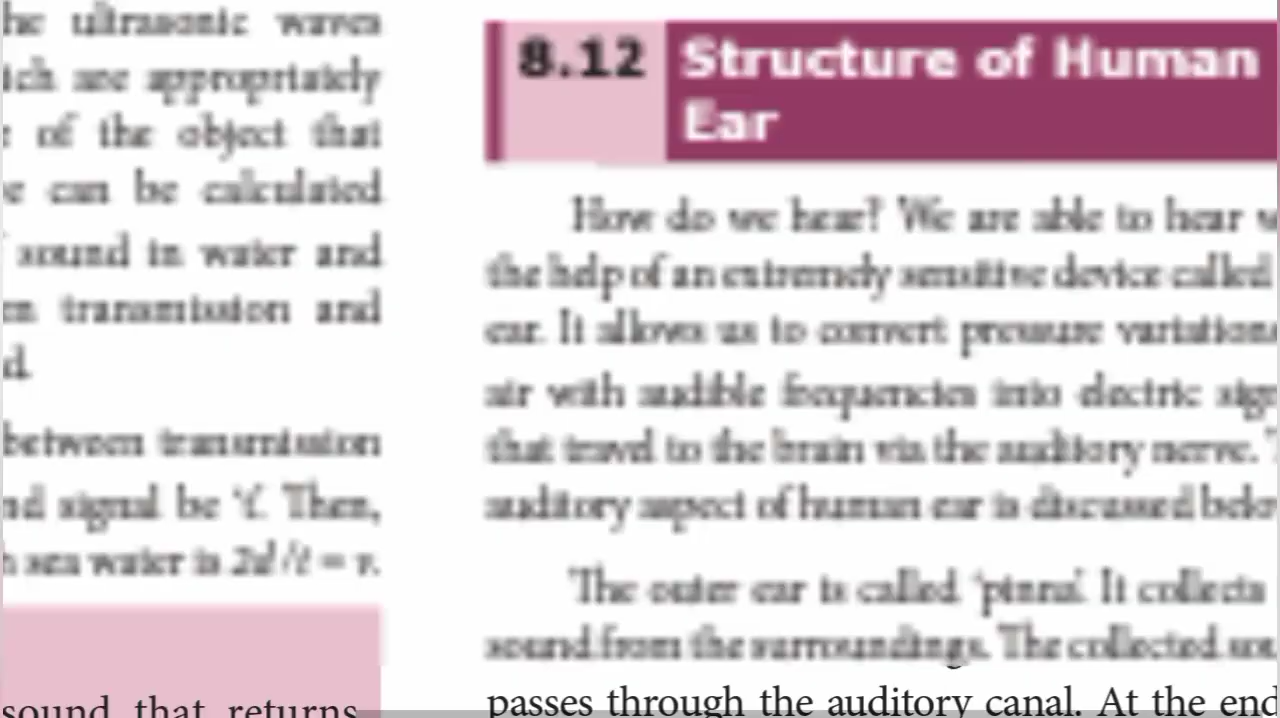 he ultrasonic waves
ich are appropriately
of the object that
e can be calculated
sound in water and
en transmission and
d.
between transmission
nd signal be 't'. Then,
sea water is 2d/t = v.
sound that returns
8.12 Structure of Human
Ear
How do we hear? We are able to hear w
the help of an extremely sensitive device called
ear. It allows us to convert pressure variations
air with audible frequencies into electric sign
that travel to the brain via the auditory nerve. T
auditory aspect of human ear is discussed belo
The outer ear is called 'pinna'. It collects
sound from the surroundings. The collected sou
passes through the auditory canal. At the end